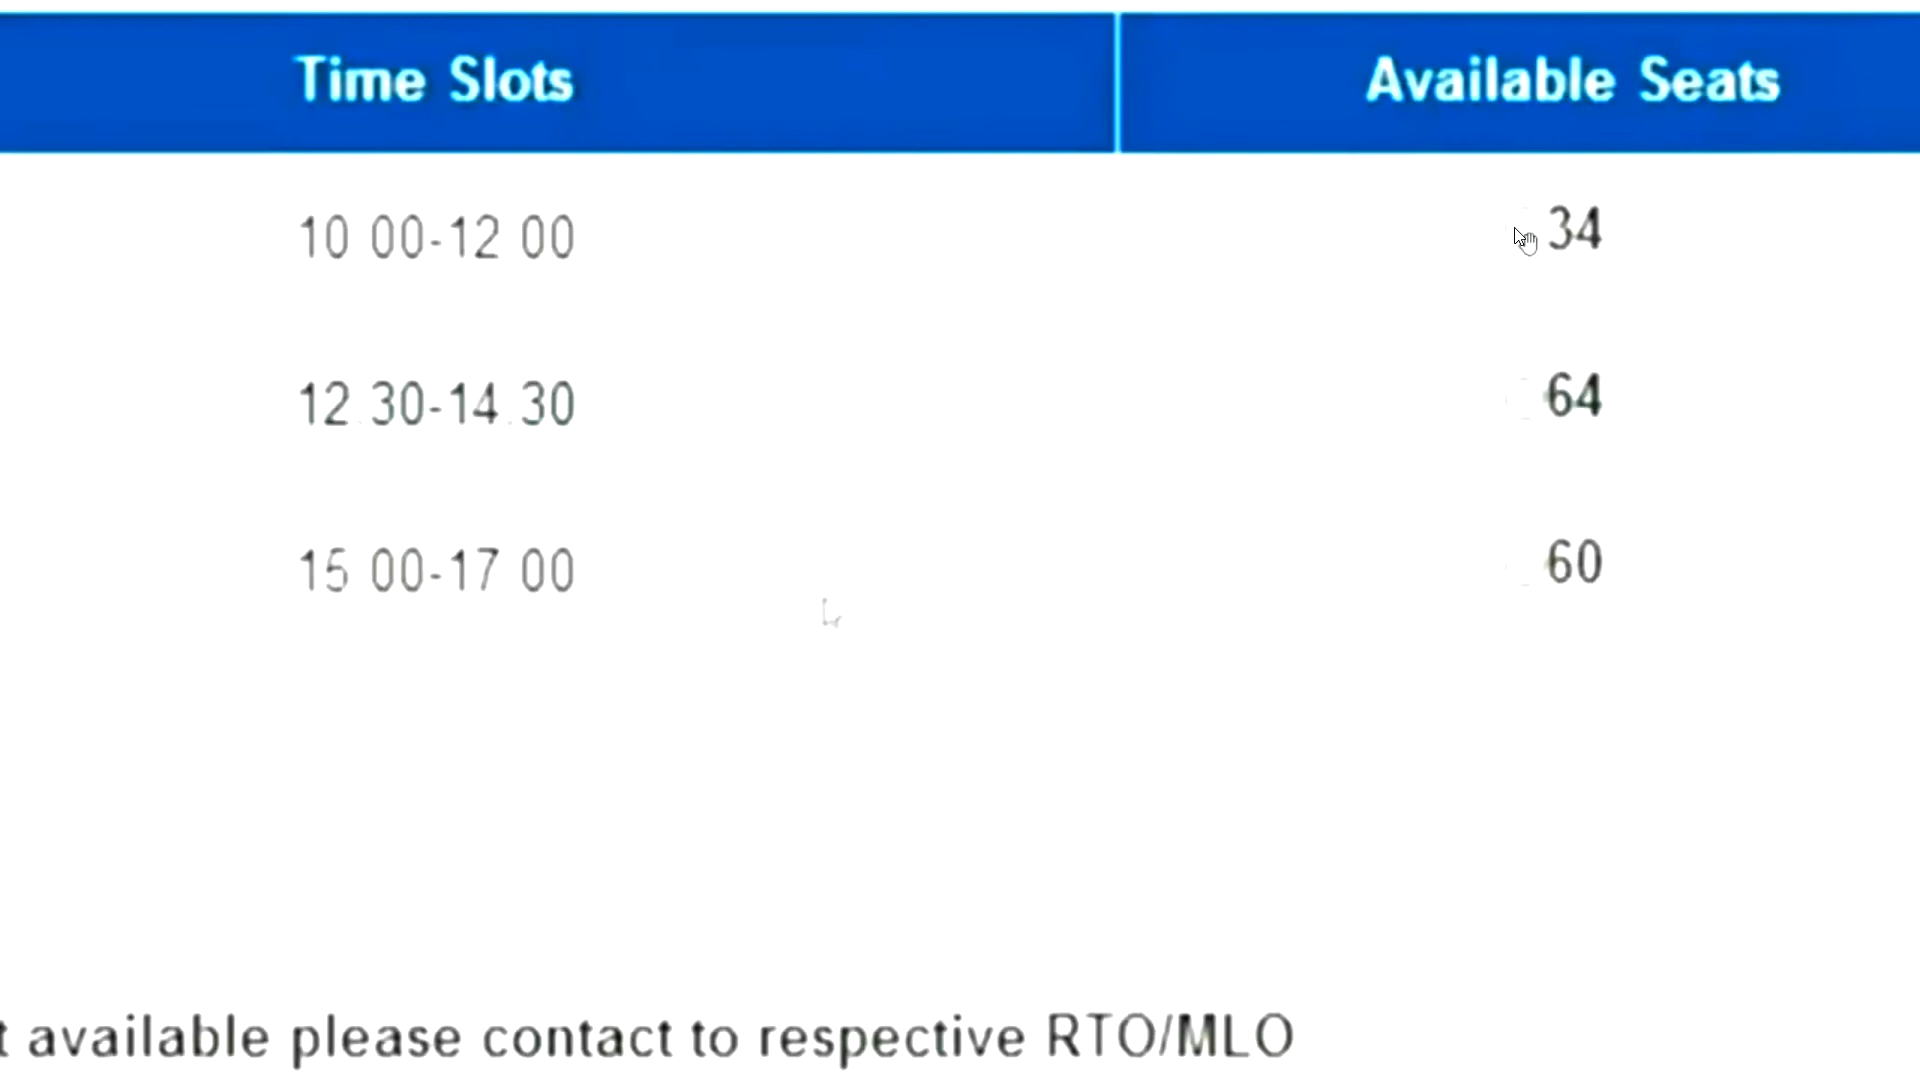 Time Slots Available Seats
10 00-12 00 34
12.30-14.30 64
15 00-17 00 60
t available please contact to respective RTO/MLO